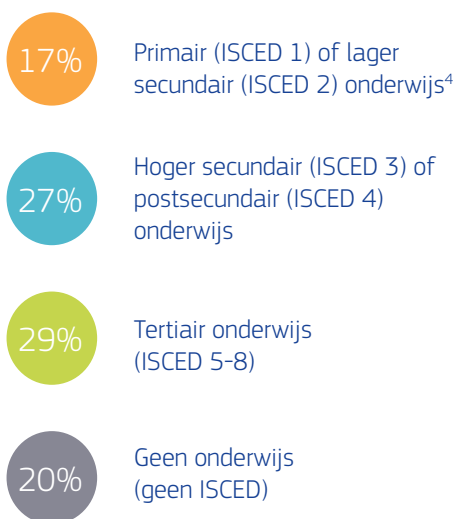 17%
Primair (ISCED 1) of lager
secundair (ISCED 2) onderwijs⁴
27%
Hoger secundair (ISCED 3) of
postsecundair (ISCED 4)
onderwijs
29%
Tertiair onderwijs
(ISCED 5-8)
20%
Geen onderwijs
(geen ISCED)